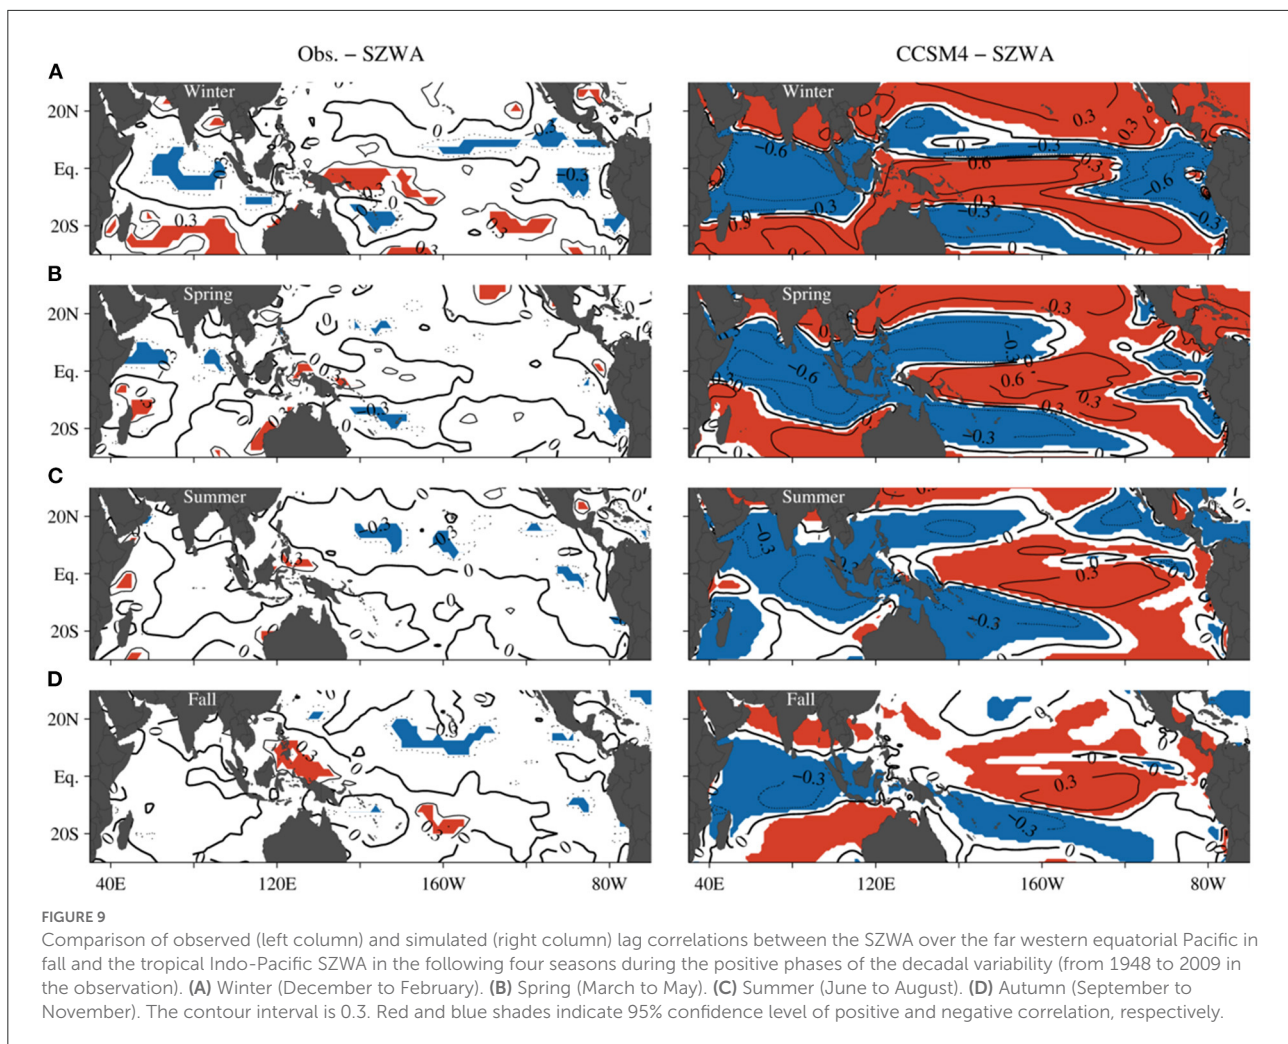 Obs. − SZWA
CCSM4 − SZWA
A
Winter
Winter
20N
Eq.
20S
B
Spring
Spring
20N
Eq.
20S
C
Summer
Summer
20N
Eq.
20S
D
Fall
Fall
20N
Eq.
20S
40E 120E 160W 80W
40E 120E 160W 80W
FIGURE 9
Comparison of observed (left column) and simulated (right column) lag correlations between the SZWA over the far western equatorial Pacific in
fall and the tropical Indo-Pacific SZWA in the following four seasons during the positive phases of the decadal variability (from 1948 to 2009 in
the observation). (A) Winter (December to February). (B) Spring (March to May). (C) Summer (June to August). (D) Autumn (September to
November). The contour interval is 0.3. Red and blue shades indicate 95% confidence level of positive and negative correlation, respectively.